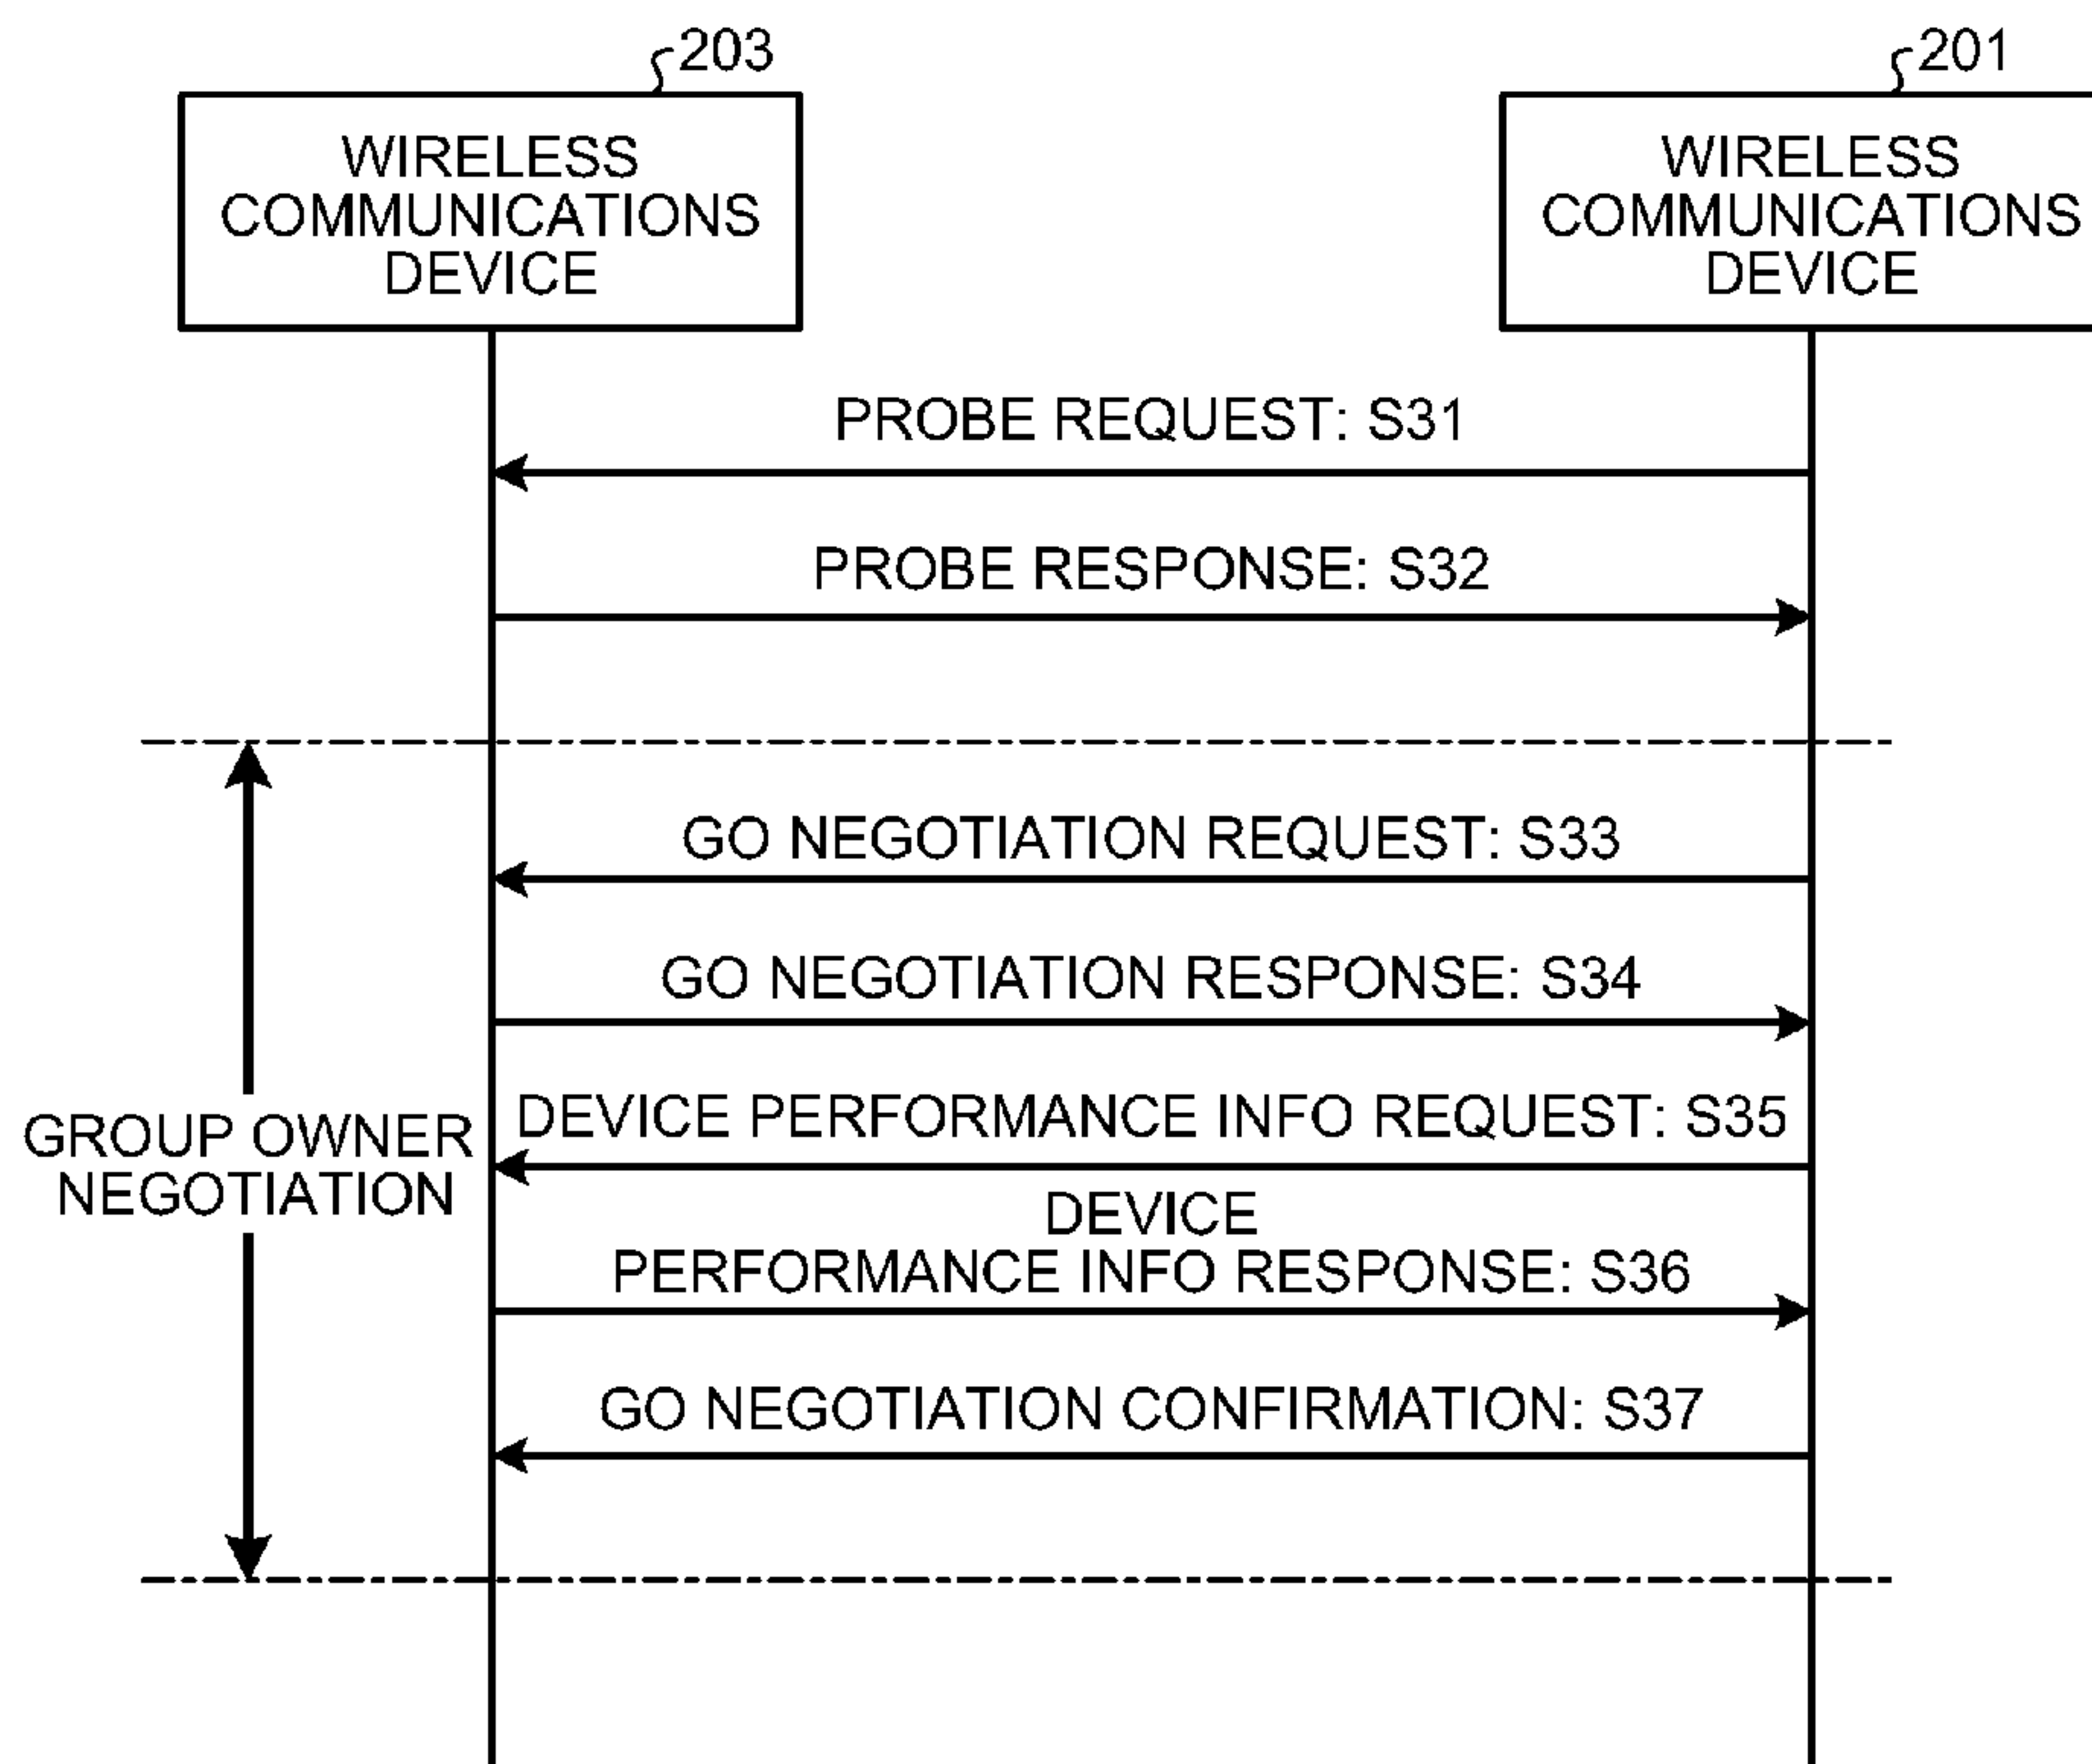 203
201
WIRELESS
COMMUNICATIONS
DEVICE
WIRELESS
COMMUNICATIONS
DEVICE
PROBE REQUEST: S31
PROBE RESPONSE: S32
GO NEGOTIATION REQUEST: S33
GO NEGOTIATION RESPONSE: S34
DEVICE PERFORMANCE INFO REQUEST: S35
GROUP OWNER
NEGOTIATION
DEVICE
PERFORMANCE INFO RESPONSE: S36
GO NEGOTIATION CONFIRMATION: S37